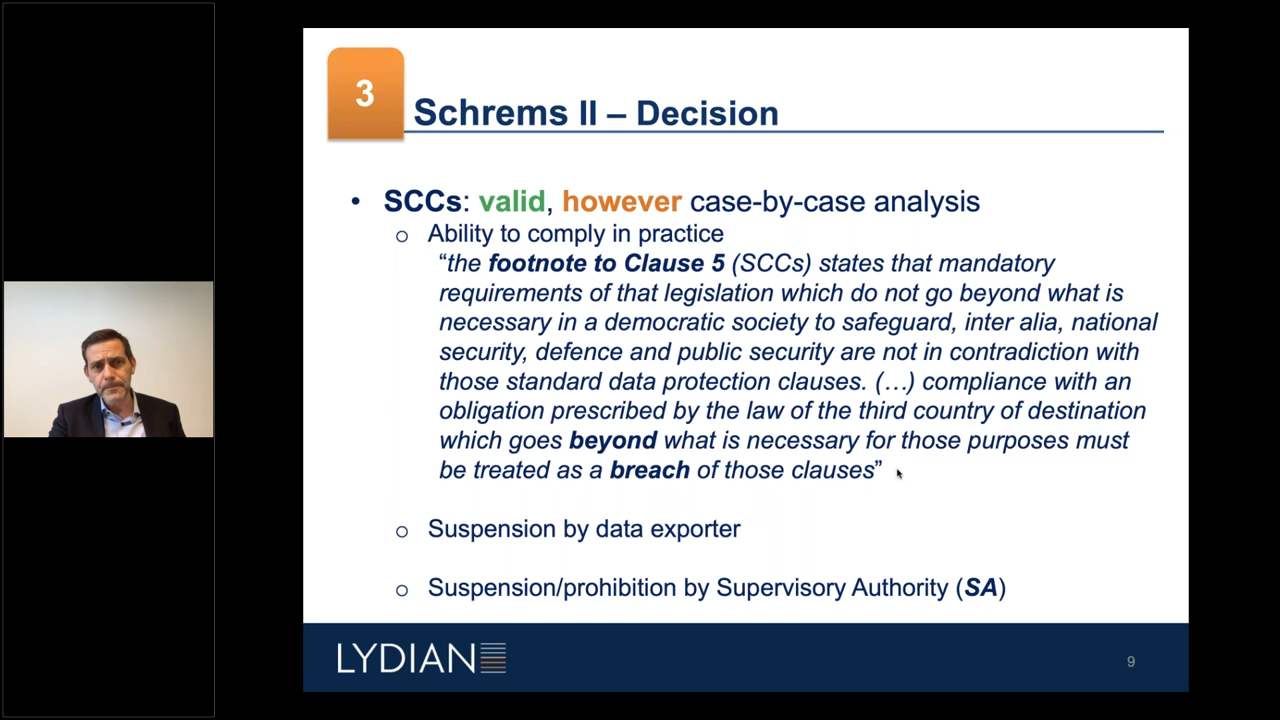 3
Schrems II – Decision
• SCCs: valid, however case-by-case analysis
o Ability to comply in practice
“the footnote to Clause 5 (SCCs) states that mandatory
requirements of that legislation which do not go beyond what is
necessary in a democratic society to safeguard, inter alia, national
security, defence and public security are not in contradiction with
those standard data protection clauses. (…) compliance with an
obligation prescribed by the law of the third country of destination
which goes beyond what is necessary for those purposes must
be treated as a breach of those clauses”
o Suspension by data exporter
o Suspension/prohibition by Supervisory Authority (SA)
LYDIAN
9